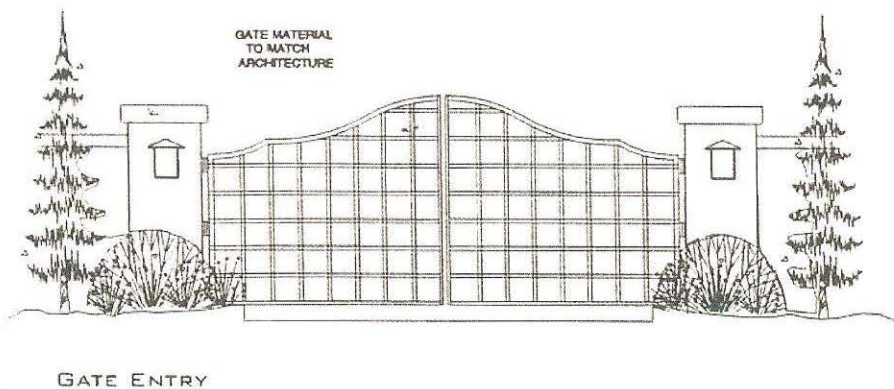 GATE MATERIAL
TO MATCH
ARCHITECTURE
GATE ENTRY